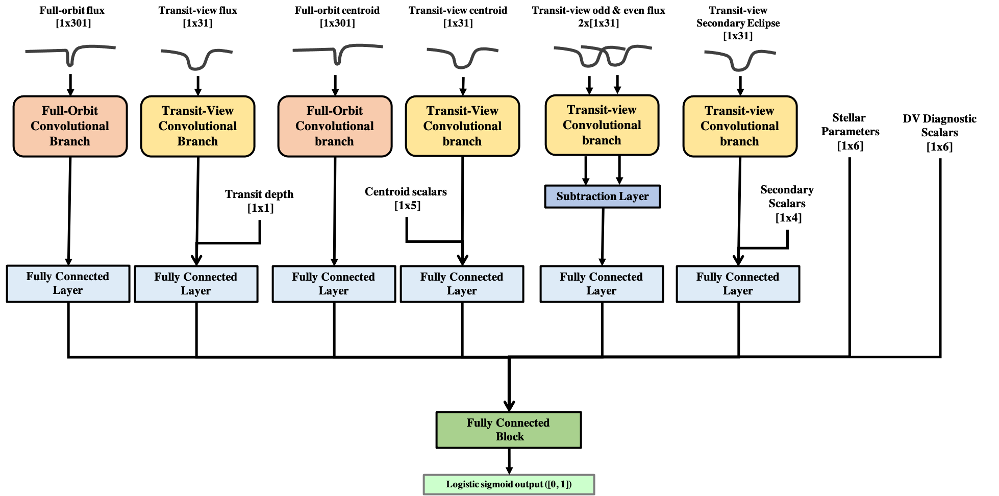 Full-orbit flux
[1x301]
Transit-view flux
[1x31]
Full-orbit centroid
[1x301]
Transit-view centroid
[1x31]
Transit-view odd & even flux
2x[1x31]
Transit-view
Secondary Eclipse
[1x31]
Full-Orbit
Convolutional
Branch
Transit-View
Convolutional
Branch
Full-Orbit
Convolutional
branch
Transit-View
Convolutional
branch
Transit-view
Convolutional
branch
Transit-view
Convolutional
branch
Stellar
Parameters
[1x6]
DV Diagnostic
Scalars
[1x6]
Transit depth
[1x1]
Centroid scalars
[1x5]
Subtraction Layer
Secondary
Scalars
[1x4]
Fully Connected
Layer
Fully Connected
Layer
Fully Connected
Layer
Fully Connected
Layer
Fully Connected
Layer
Fully Connected
Layer
Fully Connected
Block
Logistic sigmoid output ([0, 1])